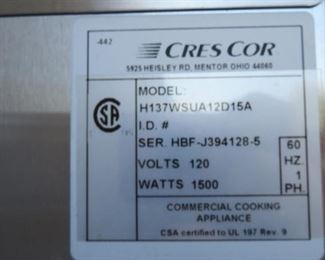 -442
CRES COR
5925 HEISLEY RD. MENTOR OHIO 44060
MODEL:
H137WSUA12D15A
I.D. #
SER. HBF-J394128-5
VOLTS 120
WATTS 1500
60
HZ.
1
PH.
CSA
COMMERCIAL COOKING
APPLIANCE
CSA certified to UL 197 Rev. 9